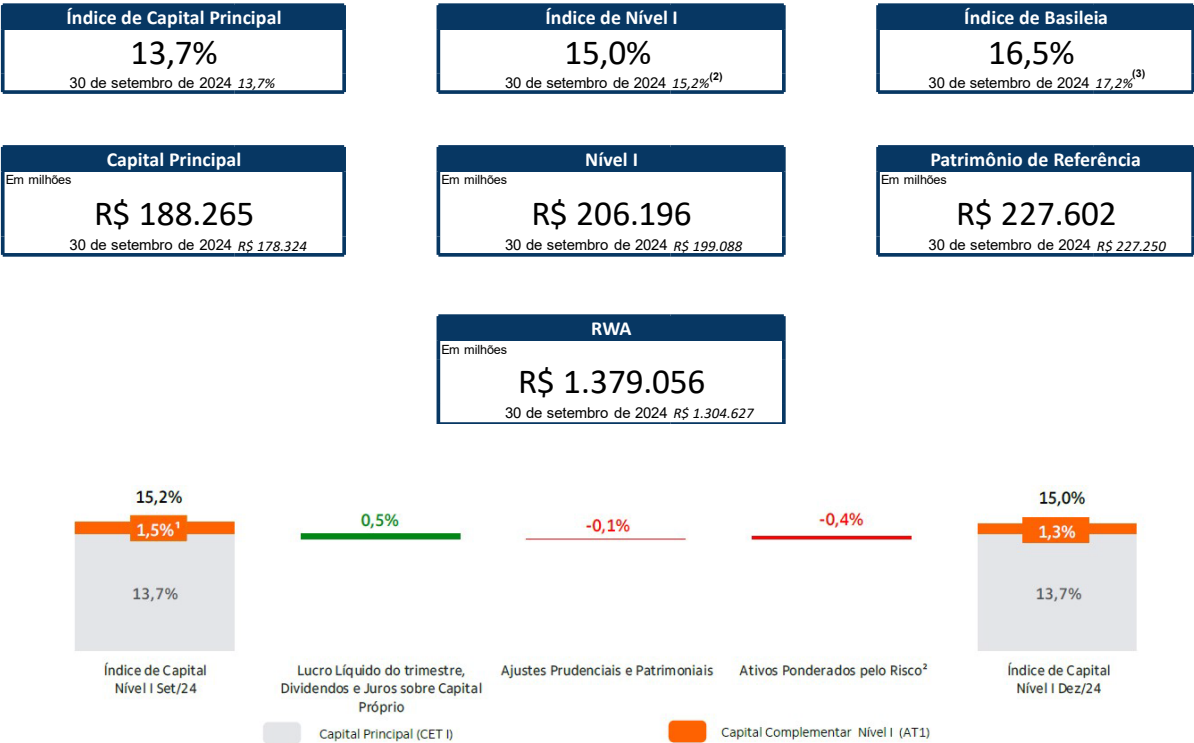 Índice de Capital Principal
13,7%
30 de setembro de 2024 13,7%
Índice de Nível I
15,0%
30 de setembro de 2024 15,2%(2)
Índice de Basileia
16,5%
30 de setembro de 2024 17,2%(3)
Capital Principal
Em milhões
R$ 188.265
30 de setembro de 2024 R$ 178.324
Nível I
Em milhões
R$ 206.196
30 de setembro de 2024 R$ 199.088
Patrimônio de Referência
Em milhões
R$ 227.602
30 de setembro de 2024 R$ 227.250
RWA
Em milhões
R$ 1.379.056
30 de setembro de 2024 R$ 1.304.627
15,2%
1,5%¹
13,7%
0,5%
-0,1%
-0,4%
15,0%
1,3%
13,7%
Índice de Capital
Nível I Set/24
Lucro Líquido do trimestre,
Dividendos e Juros sobre Capital
Próprio
Ajustes Prudenciais e Patrimoniais
Ativos Ponderados pelo Risco²
Índice de Capital
Nível I Dez/24
Capital Principal (CET I)
Capital Complementar Nível I (AT1)